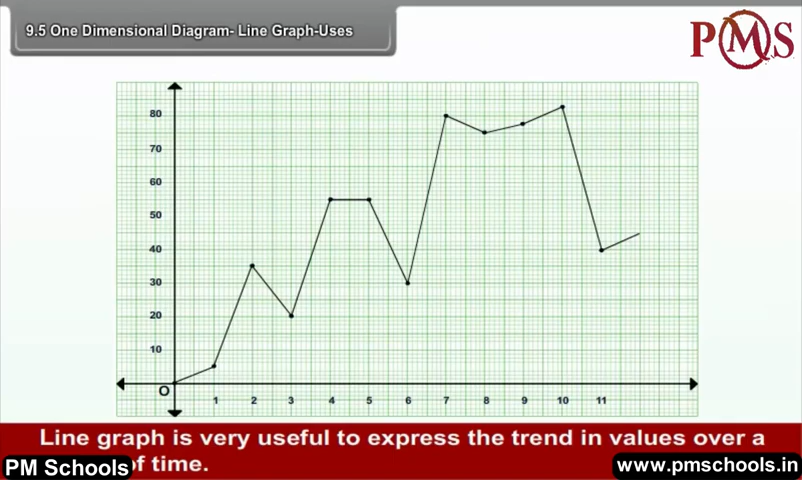 9.5 One Dimensional Diagram- Line Graph-Uses
PMS
80
70
60
50
40
30
20
10
O
1 2 3 4 5 6 7 8 9 10 11
Line graph is very useful to express the trend in values over a
of time.
PM Schools
www.pmschools.in